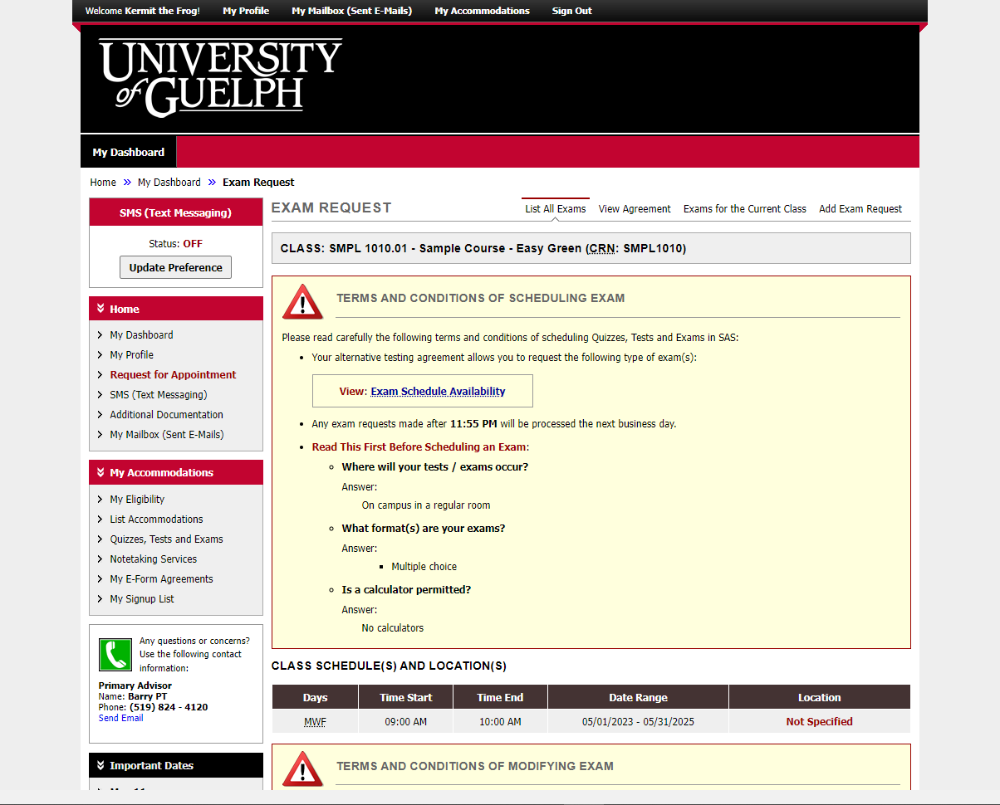 Welcome Kermit the Frog! My Profile My Mailbox (Sent E-Mails) My Accommodations Sign Out
UNIVERSITY
of GUELPH
My Dashboard
Home » My Dashboard » Exam Request
SMS (Text Messaging)
Status: OFF
Update Preference
Home
My Dashboard
My Profile
Request for Appointment
SMS (Text Messaging)
Additional Documentation
My Mailbox (Sent E-Mails)
My Accommodations
My Eligibility
List Accommodations
Quizzes, Tests and Exams
Notetaking Services
My E-Form Agreements
My Signup List
Any questions or concerns?
Use the following contact
information:
Primary Advisor
Name: Barry PT
Phone: (519) 824 - 4120
Send Email
Important Dates
EXAM REQUEST
List All Exams View Agreement Exams for the Current Class Add Exam Request
CLASS: SMPL 1010.01 - Sample Course - Easy Green (CRN: SMPL1010)
TERMS AND CONDITIONS OF SCHEDULING EXAM
Please read carefully the following terms and conditions of scheduling Quizzes, Tests and Exams in SAS:
• Your alternative testing agreement allows you to request the following type of exam(s):
View: Exam Schedule Availability
• Any exam requests made after 11:55 PM will be processed the next business day.
• Read This First Before Scheduling an Exam:
Where will your tests / exams occur?
Answer:
On campus in a regular room
What format(s) are your exams?
Answer:
Multiple choice
Is a calculator permitted?
Answer:
No calculators
CLASS SCHEDULE(S) AND LOCATION(S)
Days Time Start Time End Date Range Location
MWF 09:00 AM 10:00 AM 05/01/2023 - 05/31/2025 Not Specified
TERMS AND CONDITIONS OF MODIFYING EXAM